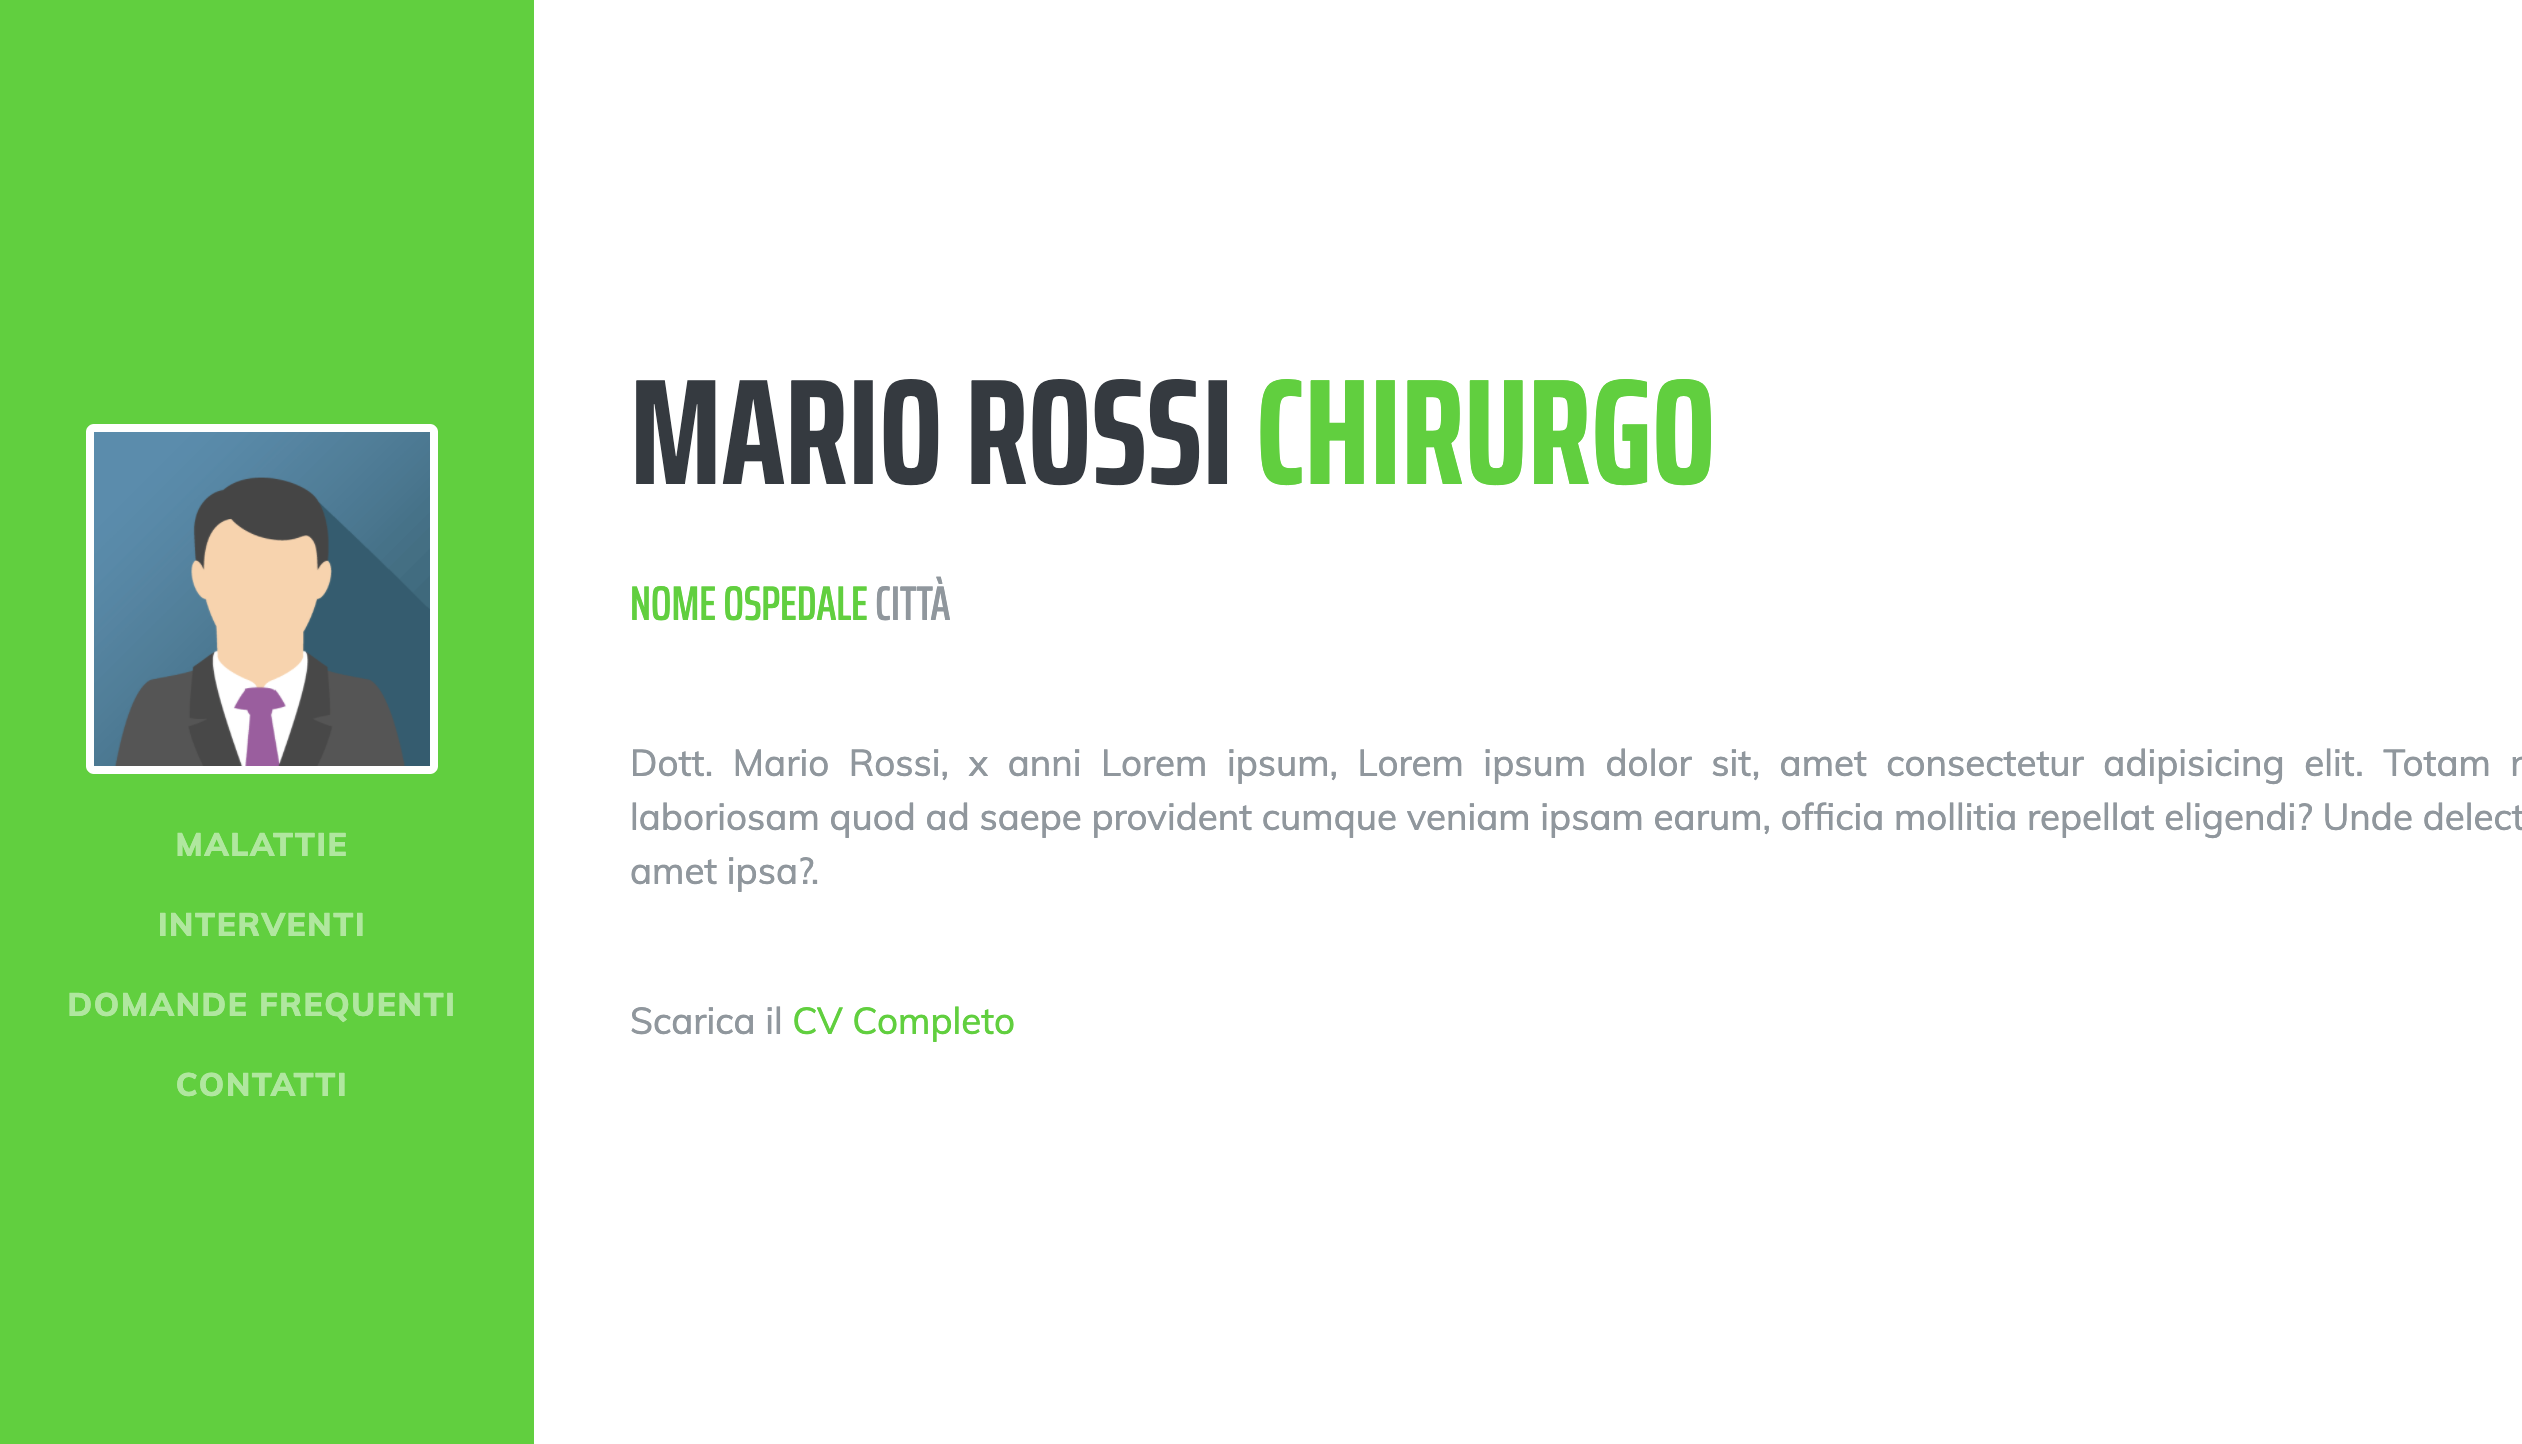 MALATTIE
INTERVENTI
DOMANDE FREQUENTI
CONTATTI
MARIO ROSSI CHIRURGO
NOME OSPEDALE CITTÀ
Dott. Mario Rossi, x anni Lorem ipsum, Lorem ipsum dolor sit, amet consectetur adipisicing elit. Totam
laboriosam quod ad saepe provident cumque veniam ipsam earum, officia mollitia repellat eligendi? Unde
amet ipsa?.
Scarica il CV Completo